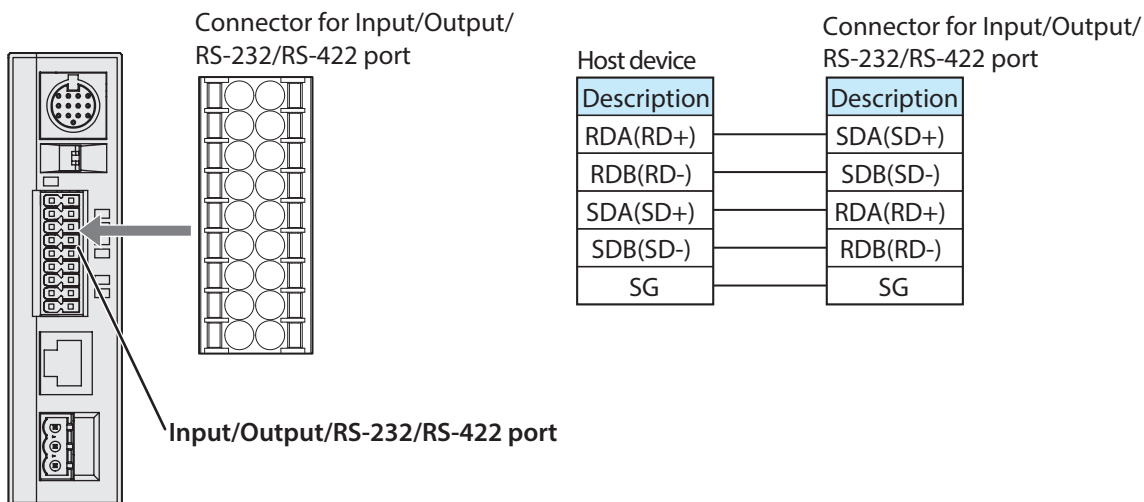 Connector for Input/Output/
RS-232/RS-422 port
Input/Output/RS-232/RS-422 port
Host device
Connector for Input/Output/
RS-232/RS-422 port
Description Description
RDA(RD+) SDA(SD+)
RDB(RD-) SDB(SD-)
SDA(SD+) RDA(RD+)
SDB(SD-) RDB(RD-)
SG SG